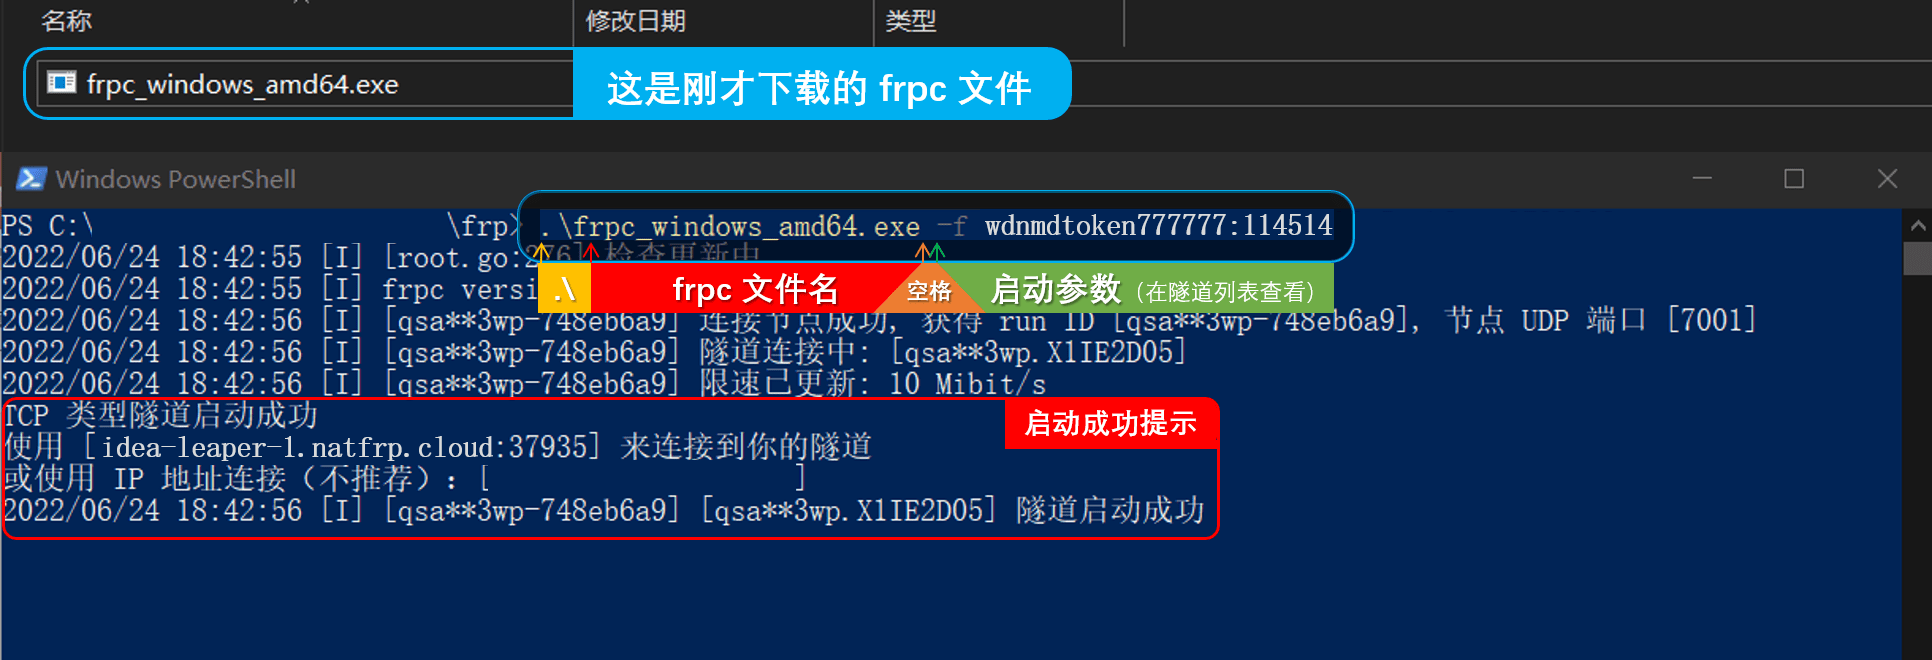 名称 修改日期 类型
frpc_windows_amd64.exe 这是刚才下载的 frpc 文件
Windows PowerShell
PS C:\ \frp> .\frpc_windows_amd64.exe -f wdnmdtoken777777:114514
2022/06/24 18:42:55 [I] [root.go:276] 检查更新中
.\ frpc 文件名 空格 启动参数（在隧道列表查看）
2022/06/24 18:42:55 [I] frpc versi
2022/06/24 18:42:56 [I] [qsa**3wp-748eb6a9] 连接节点成功, 获得 run ID [qsa**3wp-748eb6a9], 节点 UDP 端口 [7001]
2022/06/24 18:42:56 [I] [qsa**3wp-748eb6a9] 隧道连接中: [qsa**3wp.X1IE2D05]
2022/06/24 18:42:56 [I] [qsa**3wp-748eb6a9] 限速已更新: 10 Mibit/s
TCP 类型隧道启动成功
启动成功提示
使用 [idea-leaper-1.natfrp.cloud:37935] 来连接到你的隧道
或使用 IP 地址连接（不推荐）: [ ]
2022/06/24 18:42:56 [I] [qsa**3wp-748eb6a9] [qsa**3wp.X1IE2D05] 隧道启动成功